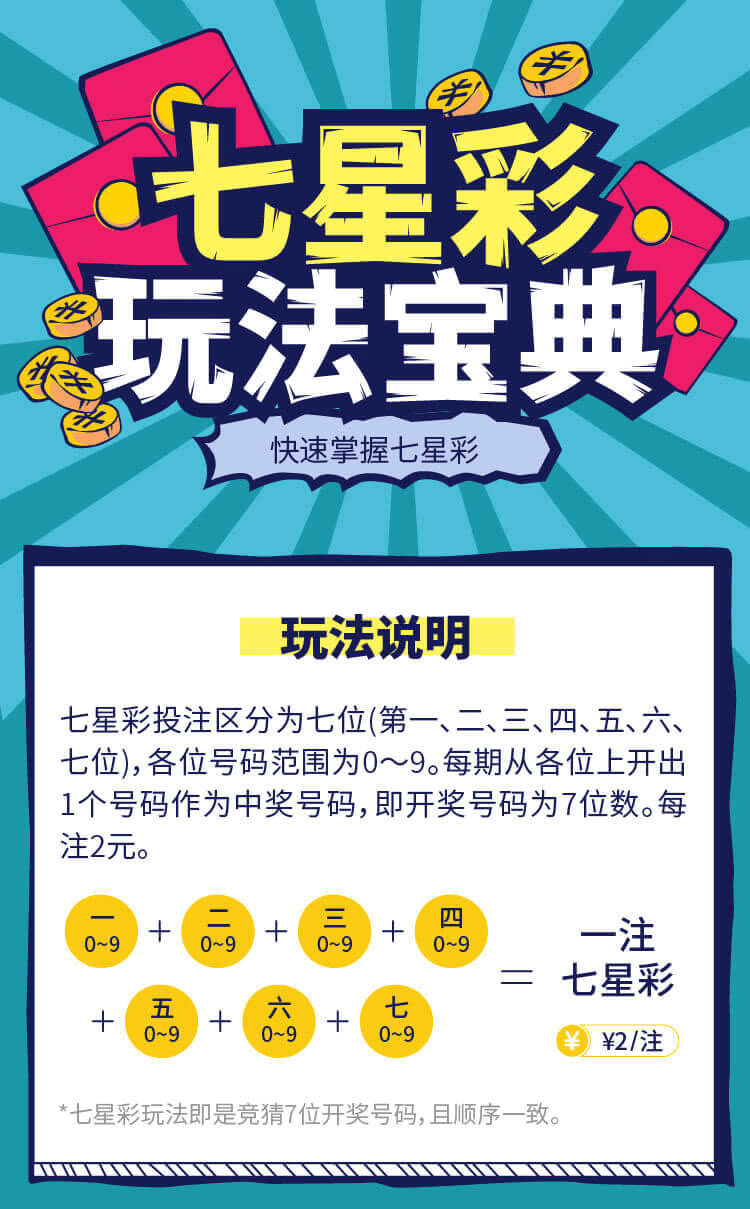 七星彩
玩法宝典
快速掌握七星彩
玩法说明
七星彩投注区分为七位(第一、二、三、四、五、六、
七位),各位号码范围为0～9。每期从各位上开出
1个号码作为中奖号码,即开奖号码为7位数。每
注2元。
一 + 二 + 三 + 四
0~9 0~9 0~9 0~9
= 一注
七星彩
+ 五 + 六 + 七
0~9 0~9 0~9
¥ ¥2/注
*七星彩玩法即是竞猜7位开奖号码,且顺序一致。